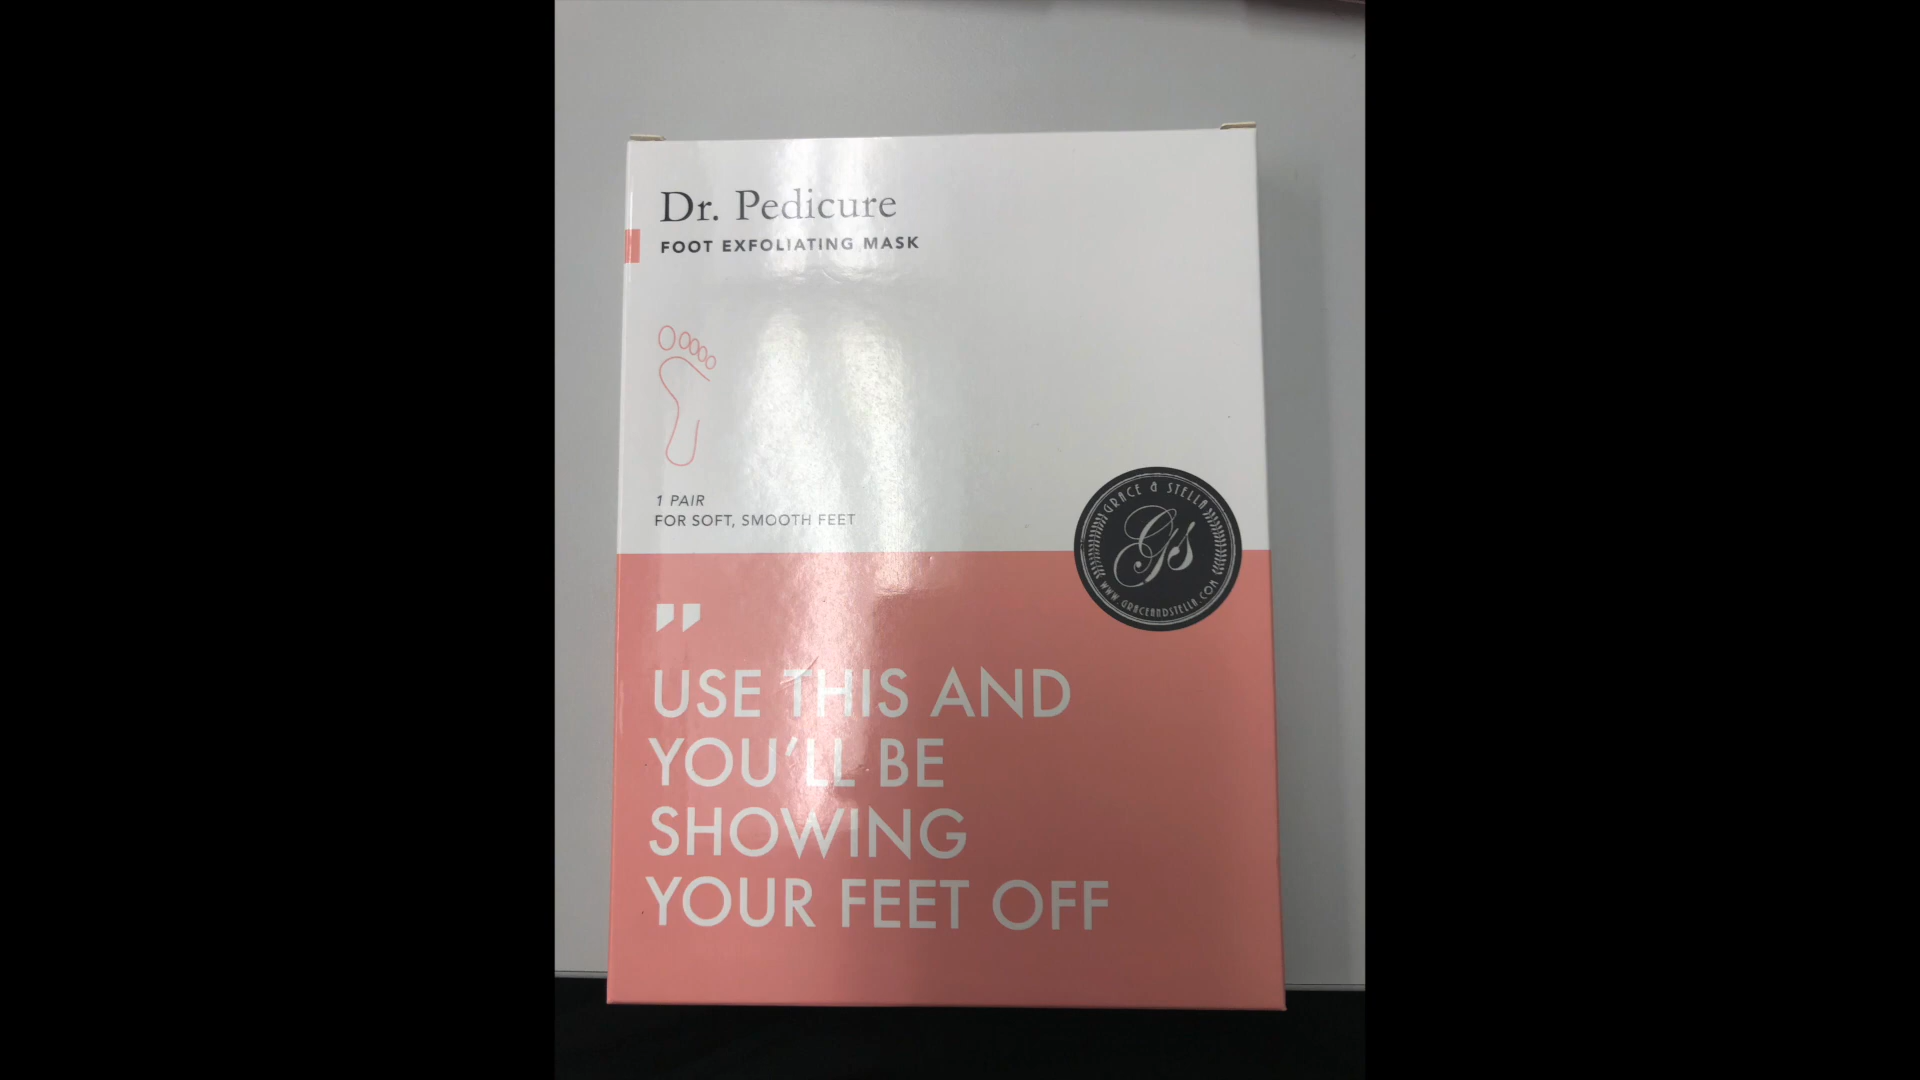 Dr. Pedicure
FOOT EXFOLIATING MASK
1 PAIR
FOR SOFT, SMOOTH FEET
GRACE & STELLA
GS
WWW.GRACEANDSTELLA.COM
"
USE THIS AND
YOU'LL BE
SHOWING
YOUR FEET OFF